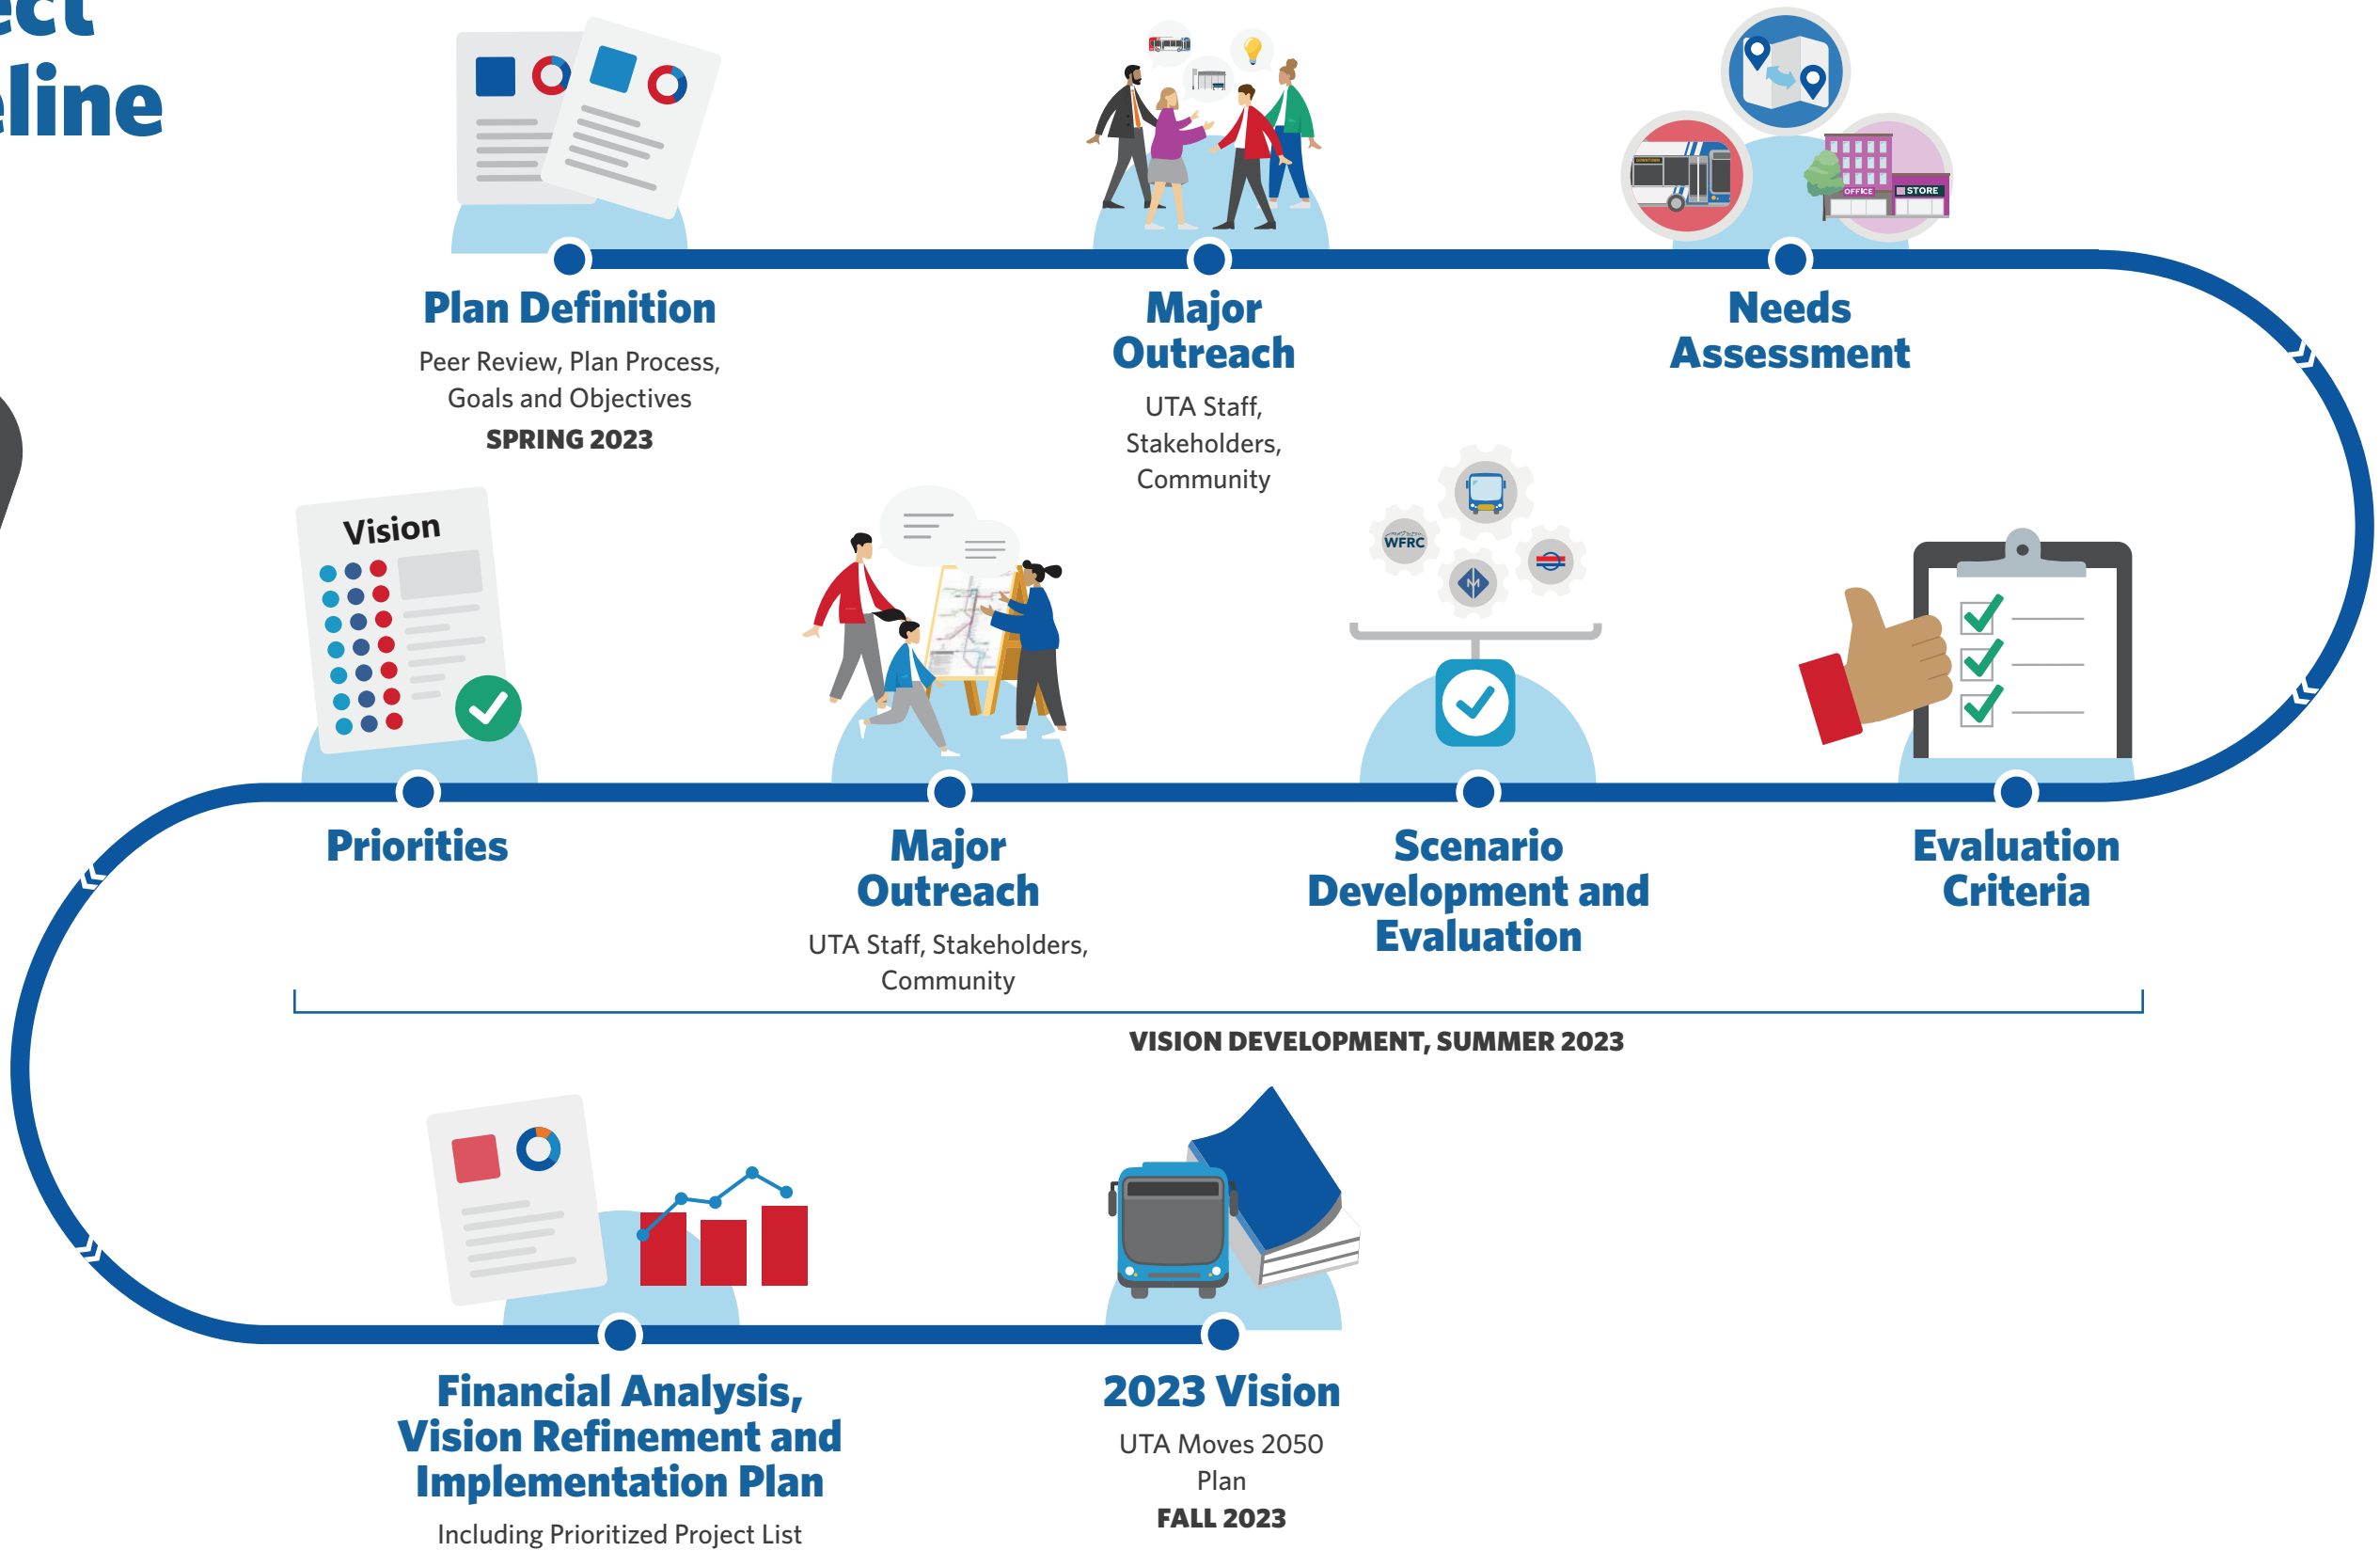 ect
eline
Plan Definition
Peer Review, Plan Process,
Goals and Objectives
SPRING 2023
Major
Outreach
UTA Staff,
Stakeholders,
Community
DOWNTOWN
OFFICE
STORE
Needs
Assessment
Vision
Priorities
Major
Outreach
UTA Staff, Stakeholders,
Community
WFRC
M
Scenario
Development and
Evaluation
Evaluation
Criteria
VISION DEVELOPMENT, SUMMER 2023
Financial Analysis,
Vision Refinement and
Implementation Plan
Including Prioritized Project List
2023 Vision
UTA Moves 2050
Plan
FALL 2023